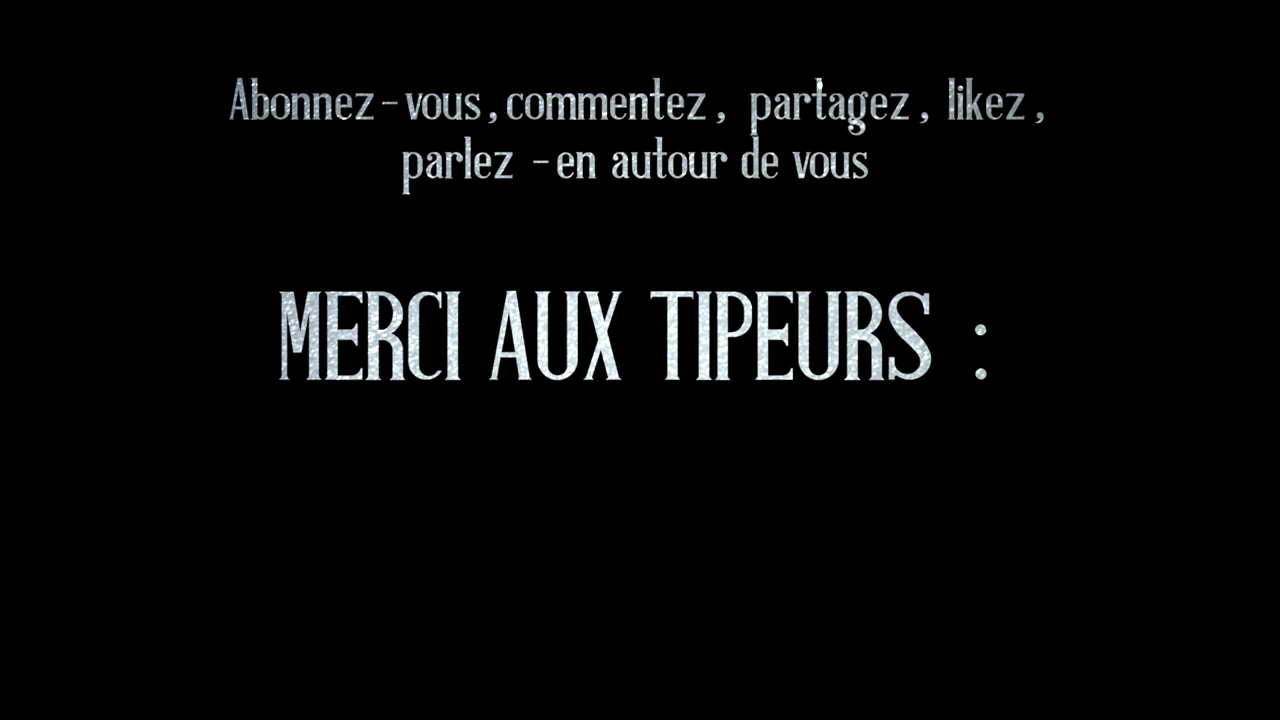 Abonnez-vous, commentez, partagez, likez,
parlez -en autour de vous
MERCI AUX TIPEURS :